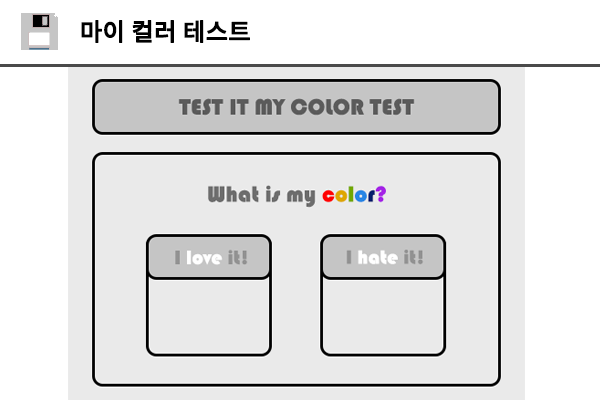 마이 컬러 테스트
TEST IT MY COLOR TEST
What is my color?
I love it!
I hate it!